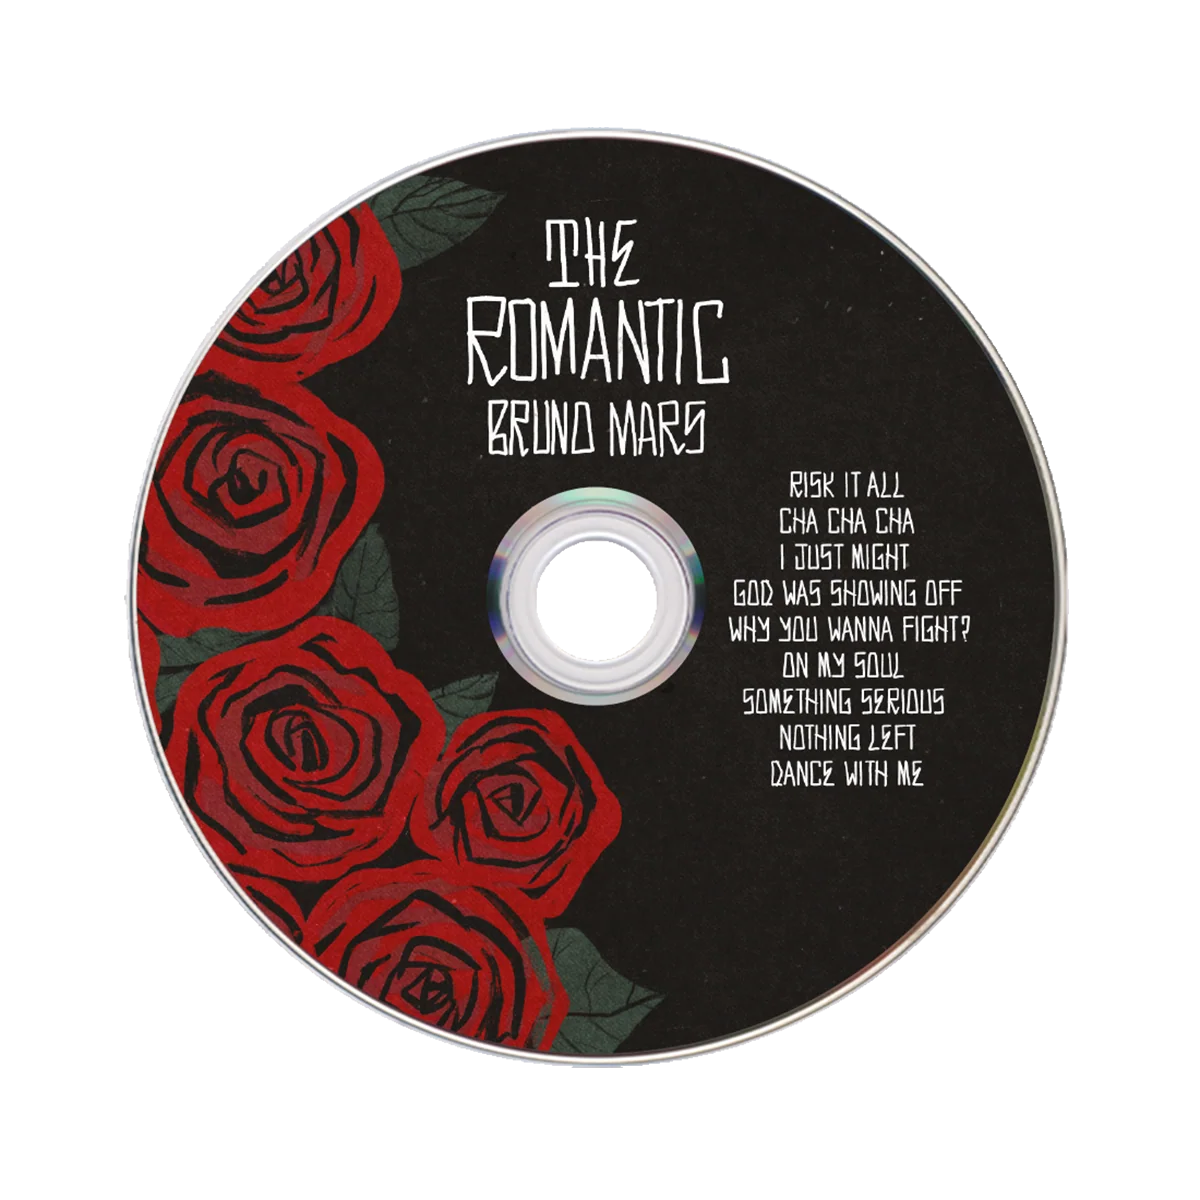 THE
ROMANTIC
BRUNO MARS
RISK IT ALL
CHA CHA CHA
I JUST MIGHT
GOD WAS SHOWING OFF
WHY YOU WANNA FIGHT?
ON MY SOUL
SOMETHING SERIOUS
NOTHING LEFT
DANCE WITH ME